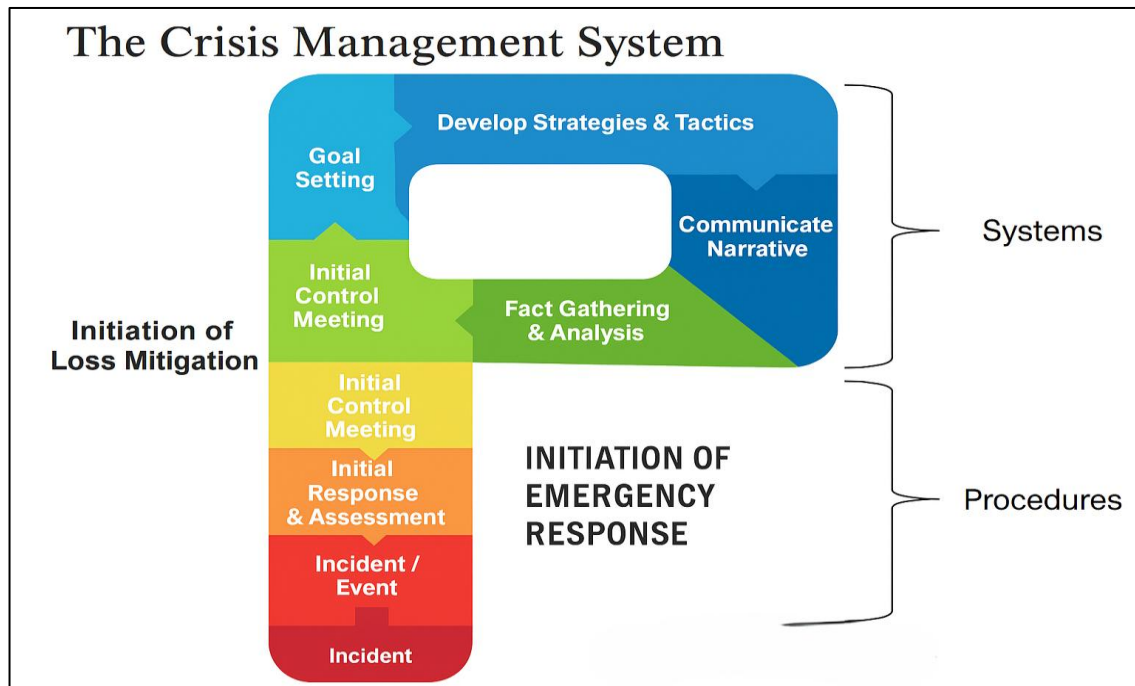 The Crisis Management System
Develop Strategies & Tactics
Goal
Setting
Communicate
Narrative
Systems
Initial
Control
Meeting
Fact Gathering
& Analysis
Initiation of
Loss Mitigation
Initial
Control
Meeting
INITIATION OF
EMERGENCY
RESPONSE
Procedures
Initial
Response
& Assessment
Incident /
Event
Incident